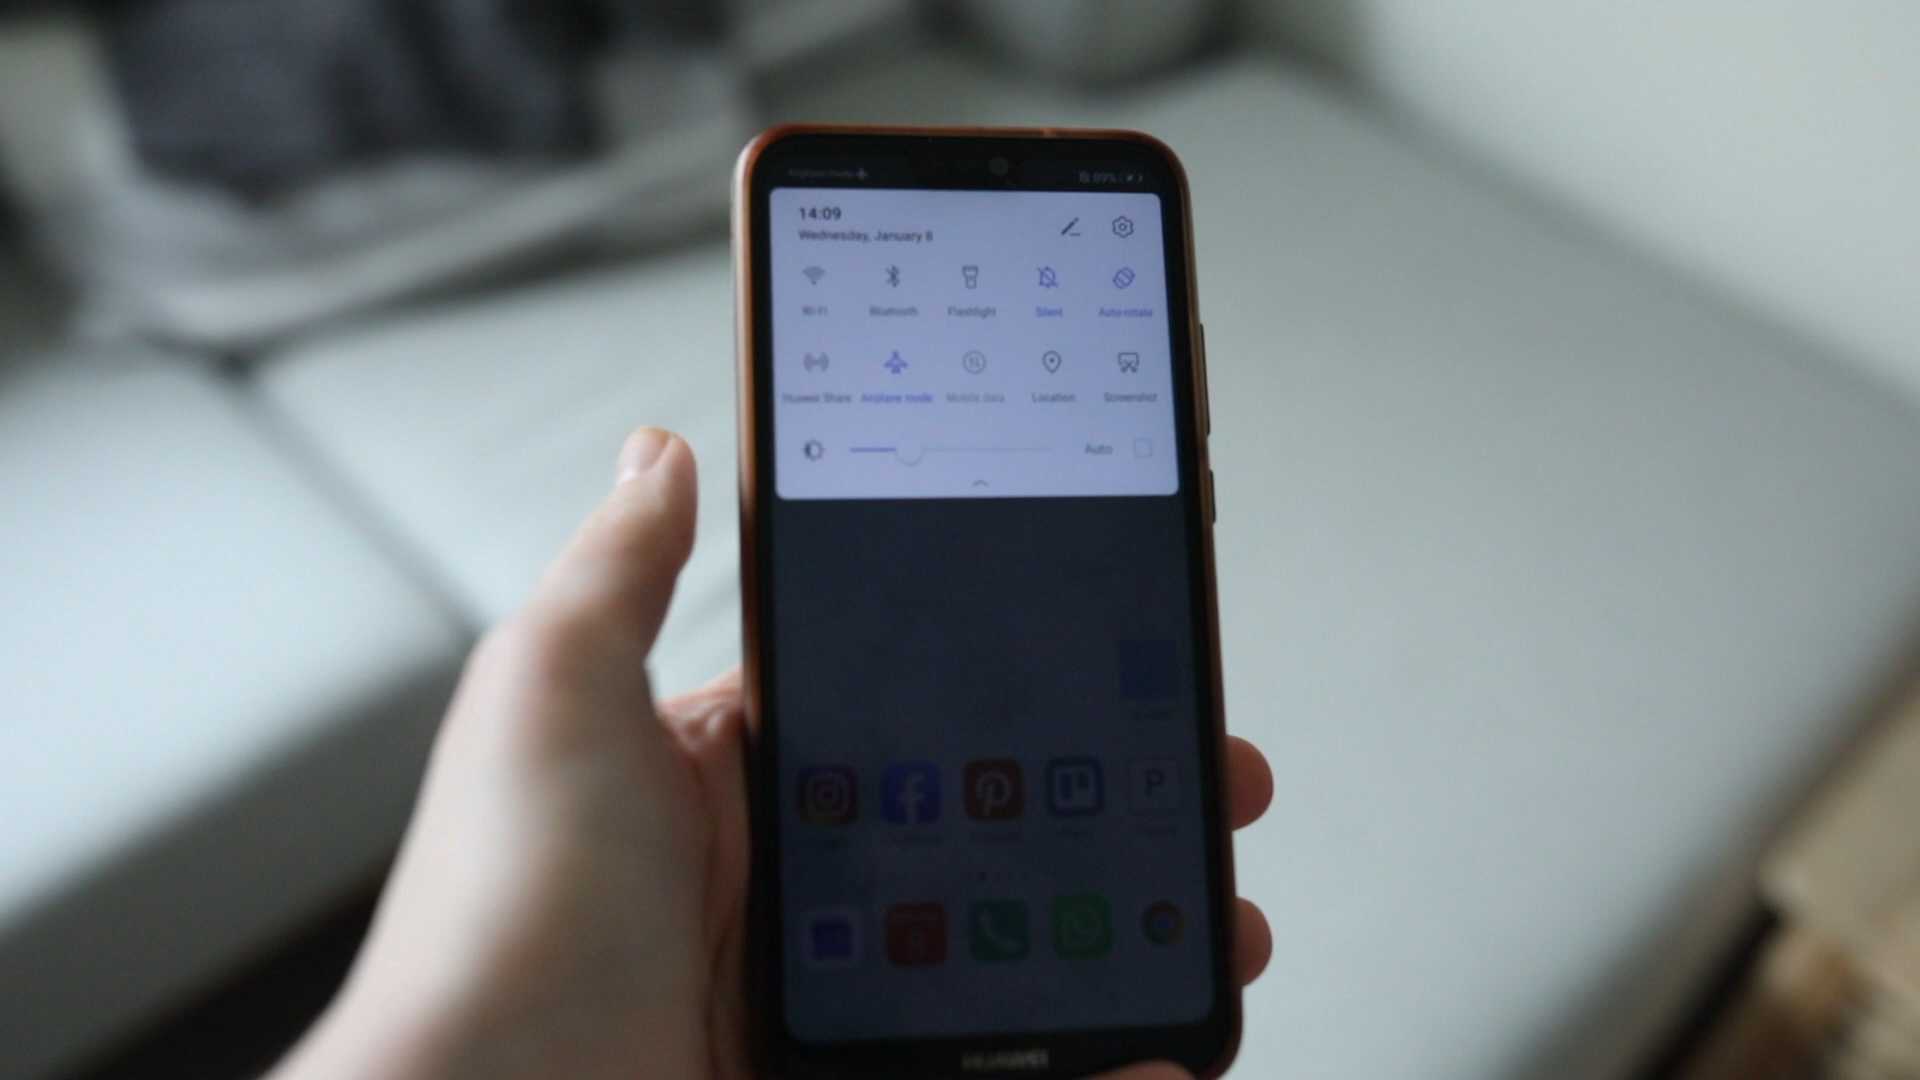 Airplane mode 89%
14:09
Wednesday, January 8
Wi-Fi Bluetooth Flashlight Silent Auto-rotate
Huawei Share Airplane mode Mobile data Location Screenshot
Auto
P
HUAWEI